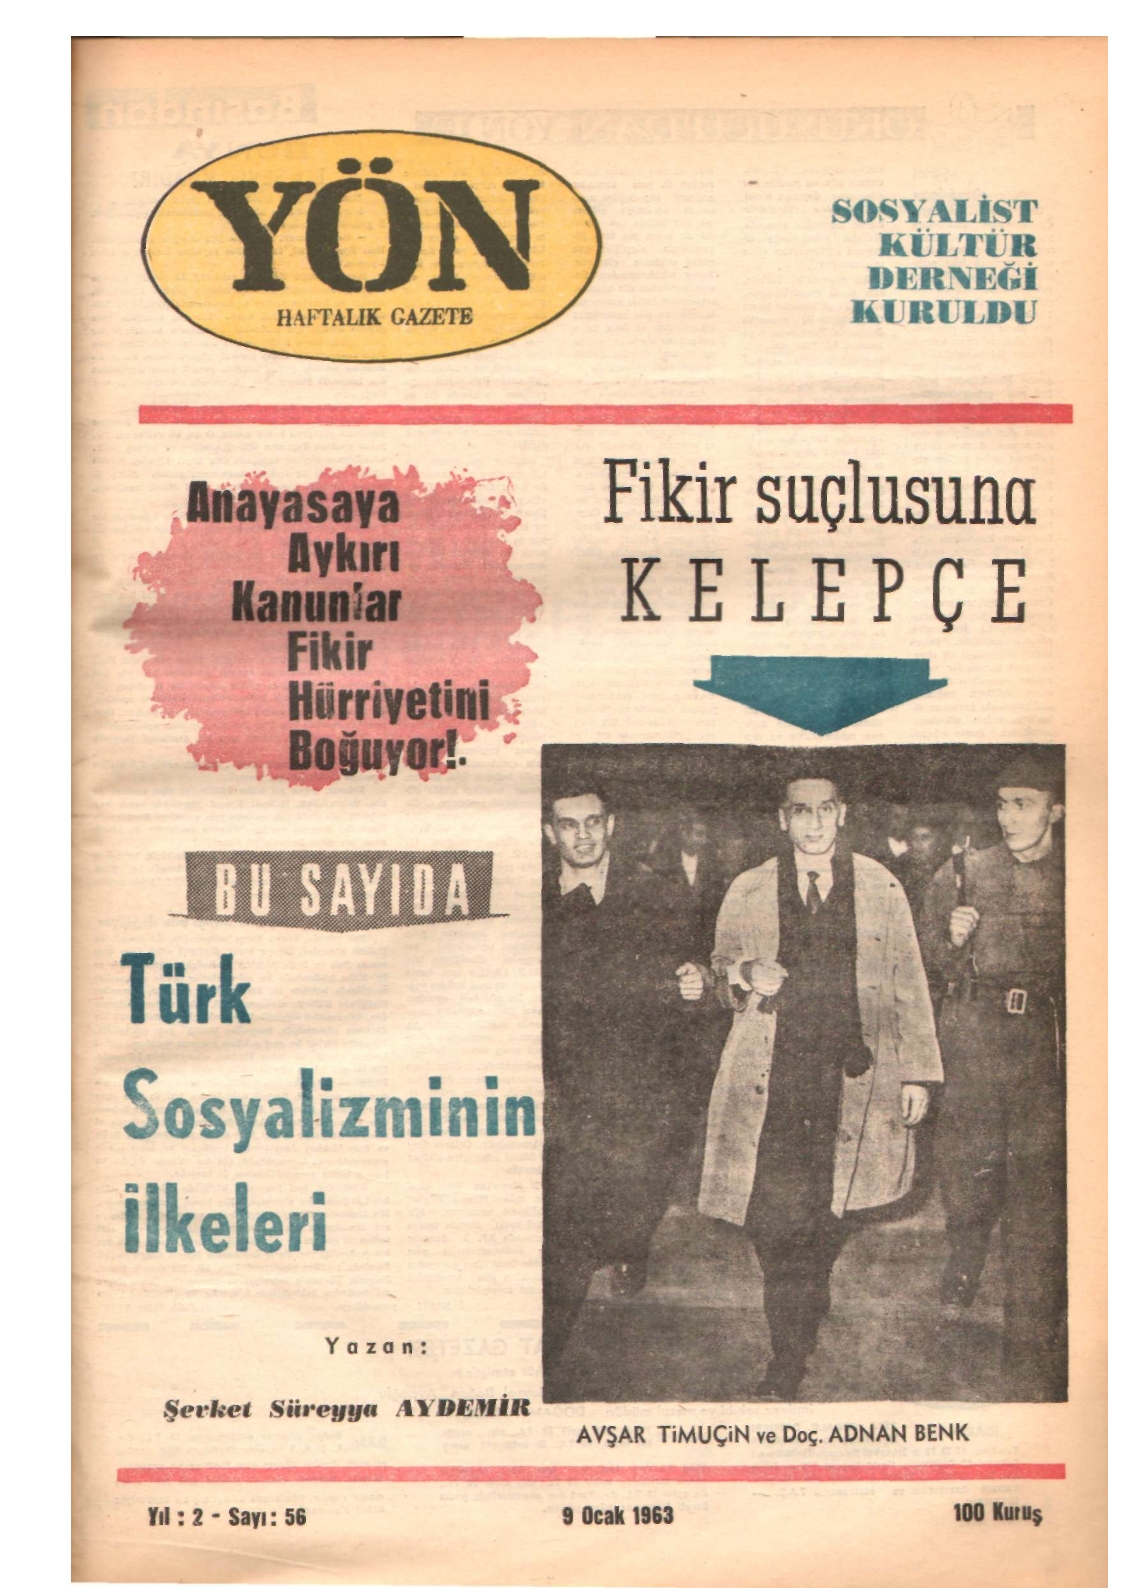 YÖN
HAFTALIK GAZETE
SOSYALİST
KÜLTÜR
DERNEĞİ
KURULDU
Anayasaya
Aykırı
Kanunlar
Fikir
Hürriyetini
Boğuyor!.
Fikir suçlusuna
KELEPÇE
BU SAYIDA
Türk
Sosyalizminin
ilkeleri
Yazan:
Şevket Süreyya AYDEMİR
AVŞAR TiMUÇiN ve Doç. ADNAN BENK
Yıl : 2 - Sayı: 56
9 Ocak 1963
100 Kuruş